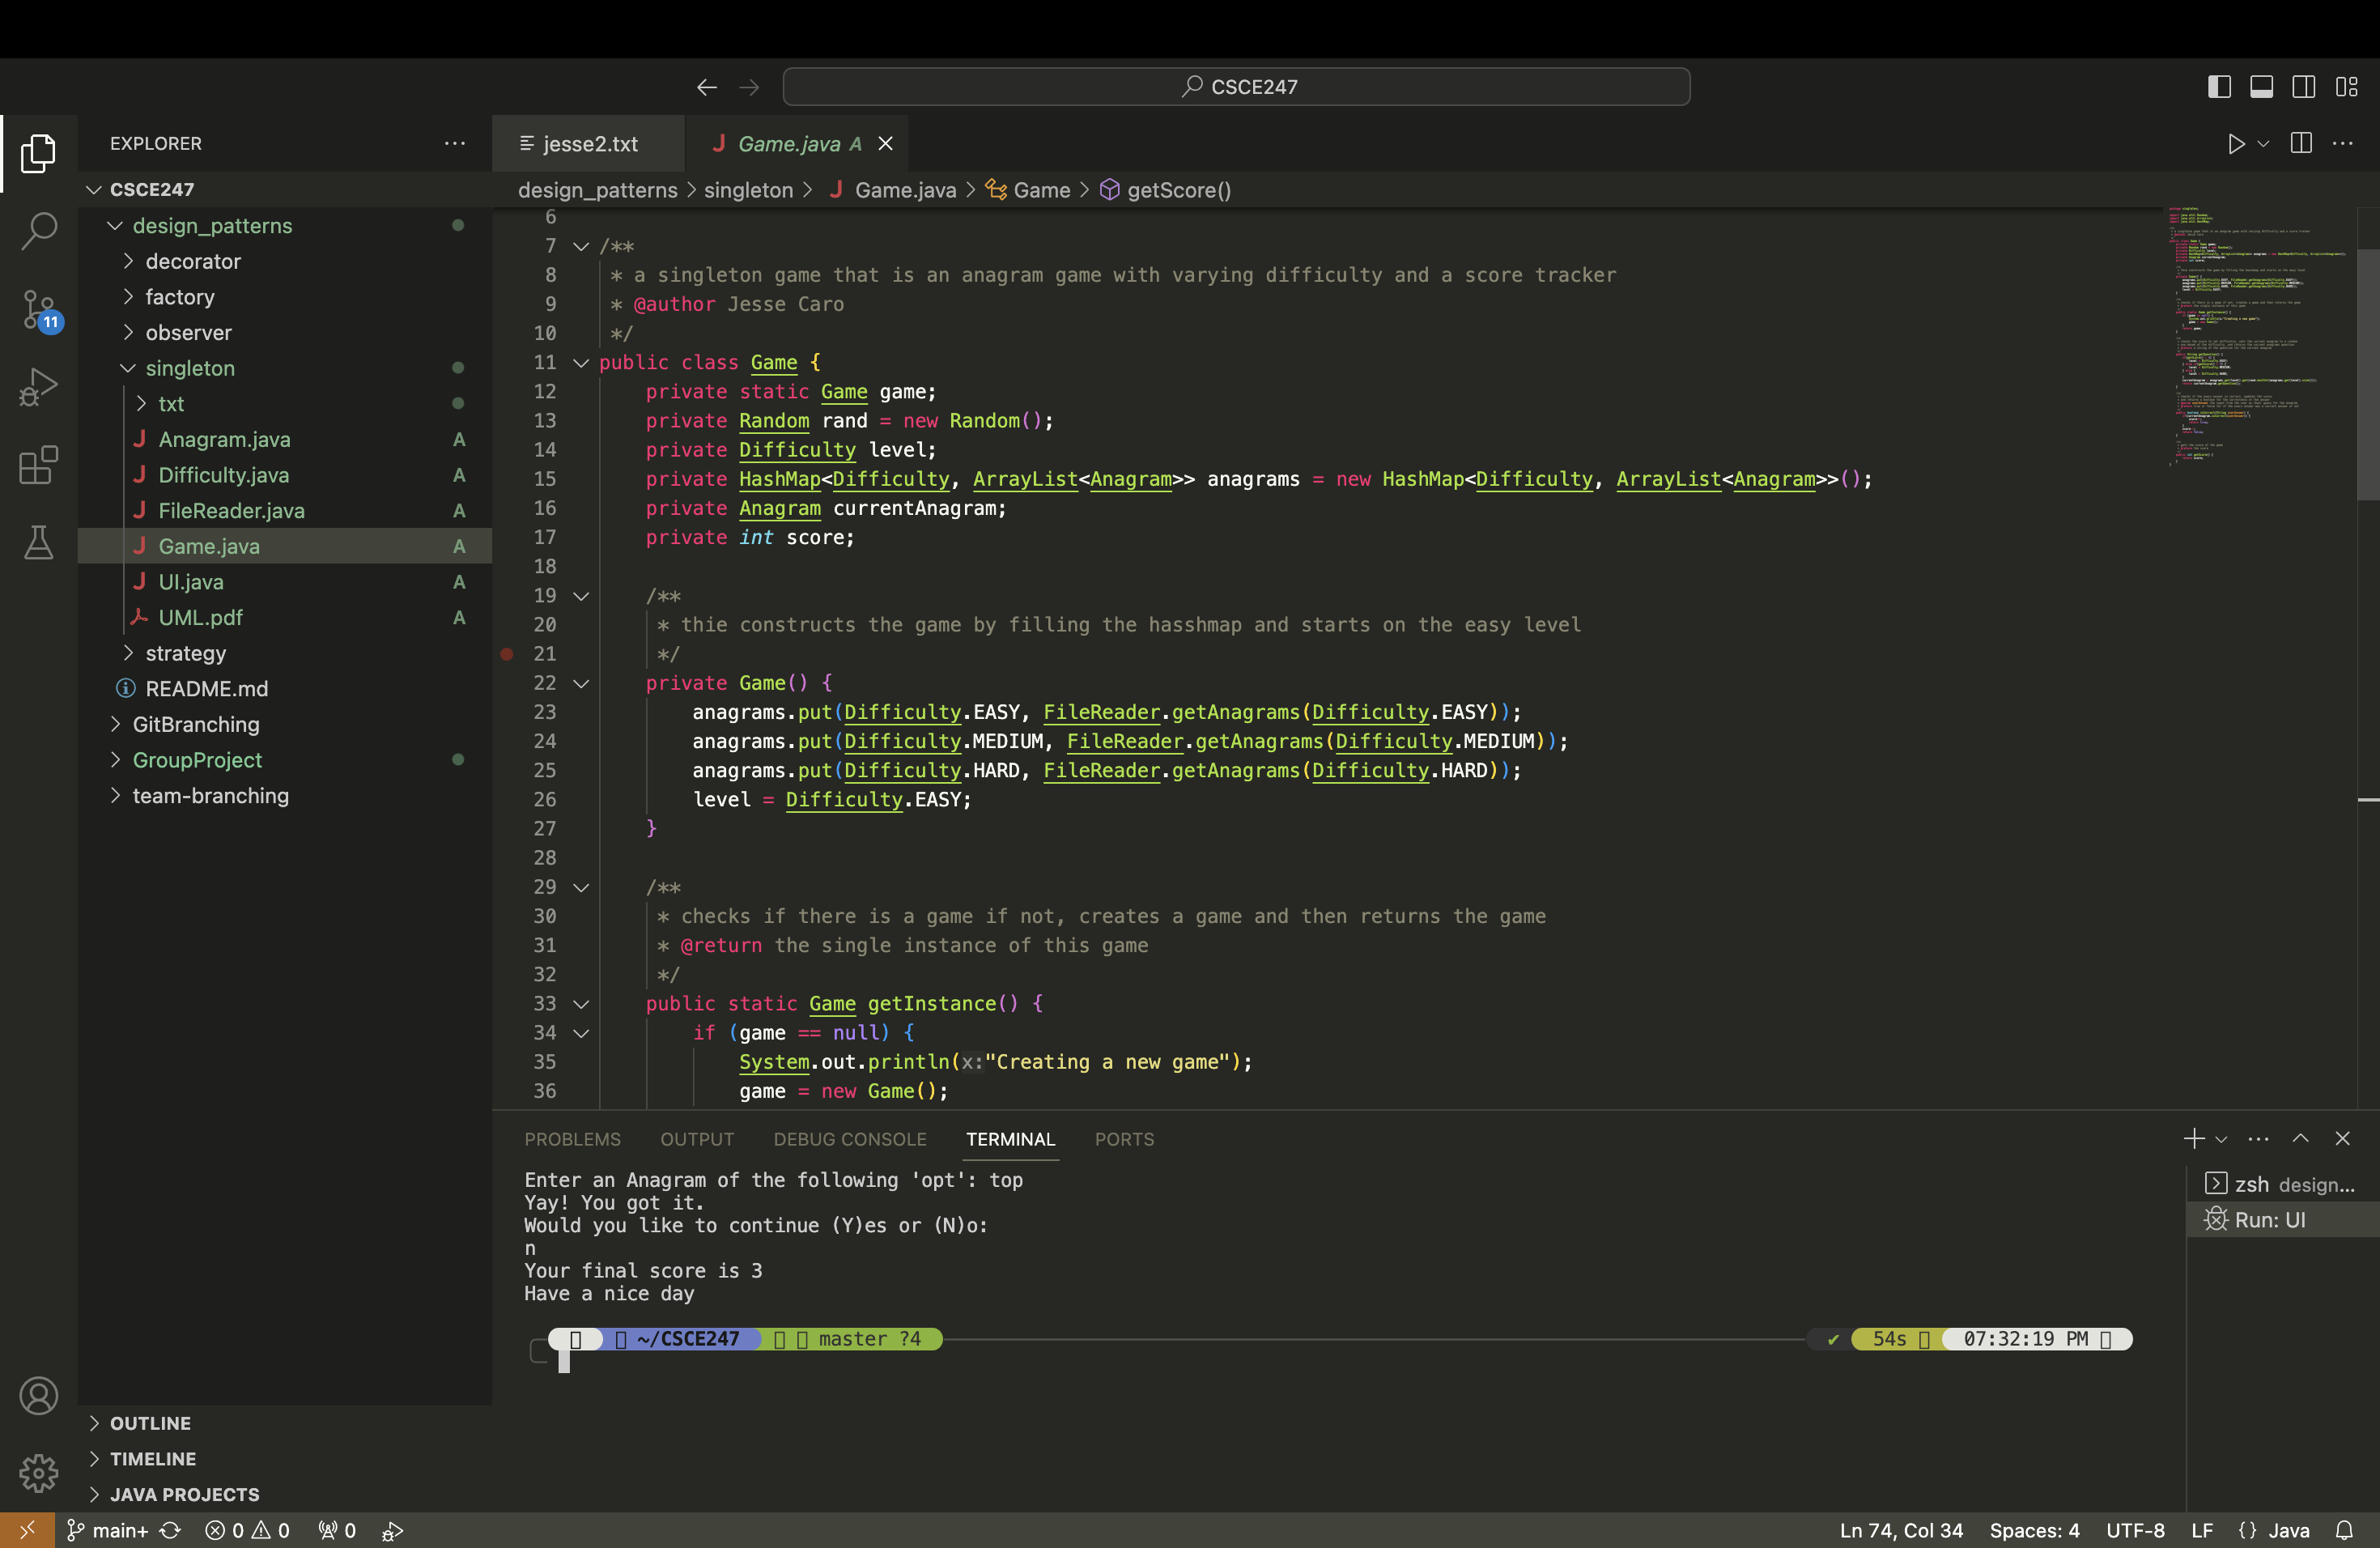 CSCE247
EXPLORER
CSCE247
design_patterns
decorator
factory
observer
singleton
txt
Anagram.java A
Difficulty.java A
FileReader.java A
Game.java A
UI.java A
UML.pdf A
strategy
README.md
GitBranching
GroupProject
team-branching
OUTLINE
TIMELINE
JAVA PROJECTS
11
jesse2.txt
Game.java A
design_patterns > singleton > Game.java > Game > getScore()
6
7 /**
8 * a singleton game that is an anagram game with varying difficulty and a score tracker
9 * @author Jesse Caro
10 */
11 public class Game {
12 private static Game game;
13 private Random rand = new Random();
14 private Difficulty level;
15 private HashMap<Difficulty, ArrayList<Anagram>> anagrams = new HashMap<Difficulty, ArrayList<Anagram>>();
16 private Anagram currentAnagram;
17 private int score;
18
19 /**
20 * thie constructs the game by filling the hasshmap and starts on the easy level
21 */
22 private Game() {
23 anagrams.put(Difficulty.EASY, FileReader.getAnagrams(Difficulty.EASY));
24 anagrams.put(Difficulty.MEDIUM, FileReader.getAnagrams(Difficulty.MEDIUM));
25 anagrams.put(Difficulty.HARD, FileReader.getAnagrams(Difficulty.HARD));
26 level = Difficulty.EASY;
27 }
28
29 /**
30 * checks if there is a game if not, creates a game and then returns the game
31 * @return the single instance of this game
32 */
33 public static Game getInstance() {
34 if (game == null) {
35 System.out.println(x:"Creating a new game");
36 game = new Game();
PROBLEMS OUTPUT DEBUG CONSOLE TERMINAL PORTS
Enter an Anagram of the following 'opt': top
Yay! You got it.
Would you like to continue (Y)es or (N)o:
n
Your final score is 3
Have a nice day
~/CSCE247 master ?4 ✔ 54s 07:32:19 PM
zsh design...
Run: UI
main+ 0 0 0 Ln 74, Col 34 Spaces: 4 UTF-8 LF {} Java